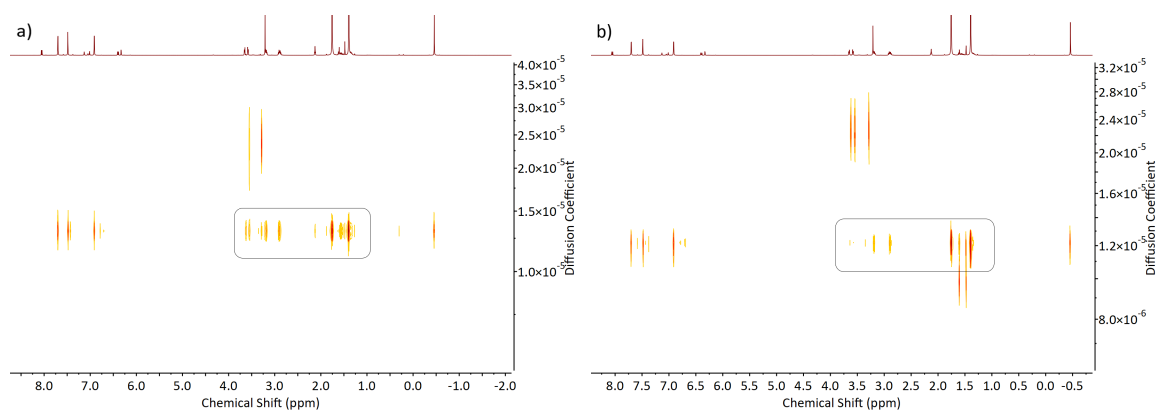 a)
4.0×10⁻⁵
3.5×10⁻⁵
3.0×10⁻⁵
2.5×10⁻⁵
2.0×10⁻⁵
1.5×10⁻⁵
1.0×10⁻⁵
Diffusion Coefficient
8.0 7.0 6.0 5.0 4.0 3.0 2.0 1.0 0.0 -1.0 -2.0
Chemical Shift (ppm)
b)
3.2×10⁻⁵
2.8×10⁻⁵
2.4×10⁻⁵
2.0×10⁻⁵
1.6×10⁻⁵
1.2×10⁻⁵
8.0×10⁻⁶
Diffusion Coefficient
8.0 7.5 7.0 6.5 6.0 5.5 5.0 4.5 4.0 3.5 3.0 2.5 2.0 1.5 1.0 0.5 0.0 -0.5
Chemical Shift (ppm)